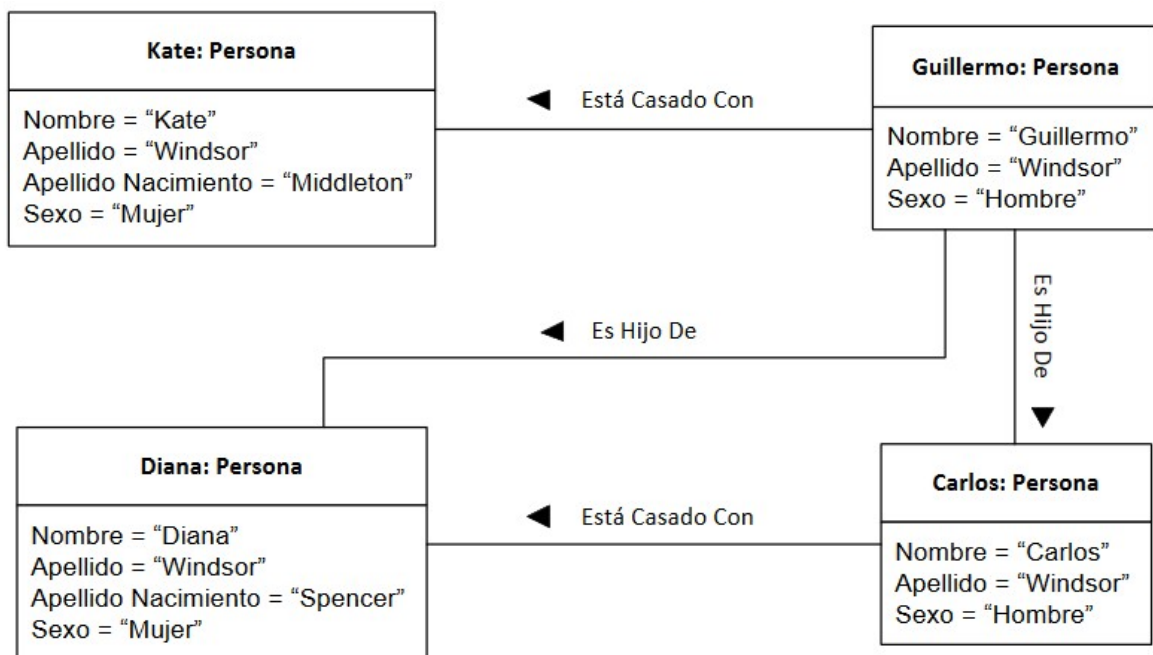 Kate: Persona
Nombre = “Kate”
Apellido = “Windsor”
Apellido Nacimiento = “Middleton”
Sexo = “Mujer”
Está Casado Con
Guillermo: Persona
Nombre = “Guillermo”
Apellido = “Windsor”
Sexo = “Hombre”
Es Hijo De
Es Hijo De
Diana: Persona
Nombre = “Diana”
Apellido = “Windsor”
Apellido Nacimiento = “Spencer”
Sexo = “Mujer”
Está Casado Con
Carlos: Persona
Nombre = “Carlos”
Apellido = “Windsor”
Sexo = “Hombre”